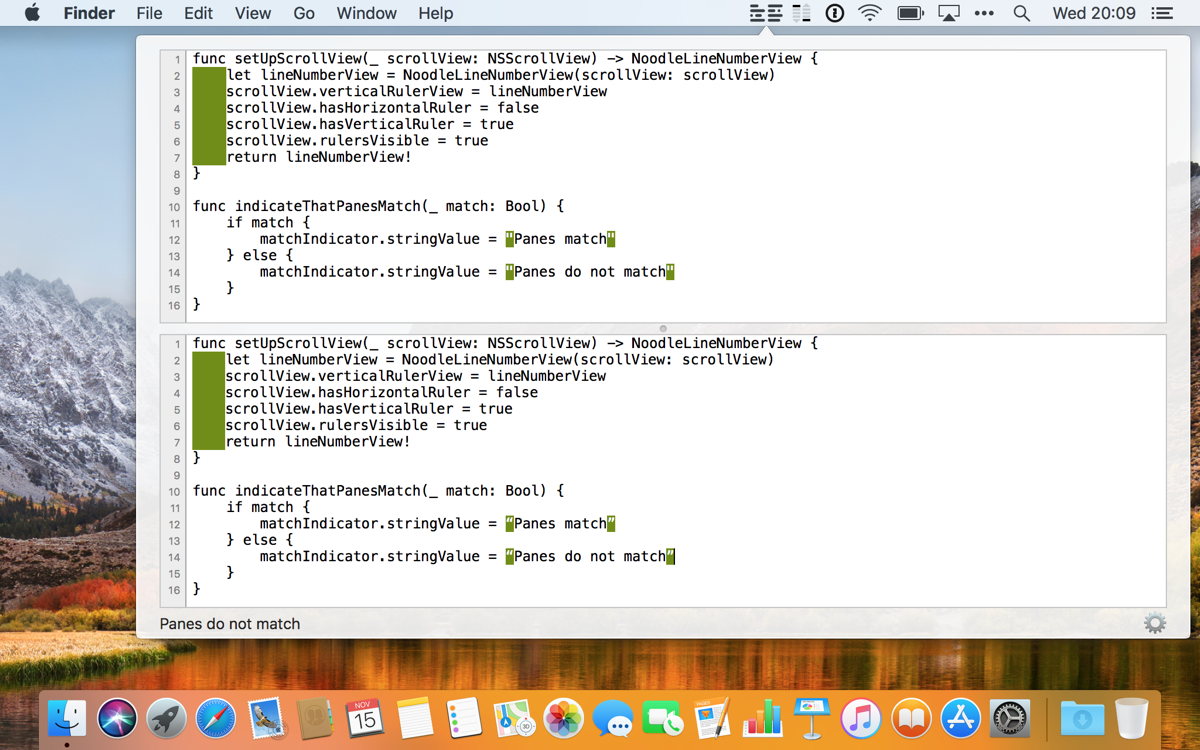 Finder File Edit View Go Window Help Wed 20:09
1 func setUpScrollView(_ scrollView: NSScrollView) -> NoodleLineNumberView {
2     let lineNumberView = NoodleLineNumberView(scrollView: scrollView)
3     scrollView.verticalRulerView = lineNumberView
4     scrollView.hasHorizontalRuler = false
5     scrollView.hasVerticalRuler = true
6     scrollView.rulersVisible = true
7     return lineNumberView!
8 }
9
10 func indicateThatPanesMatch(_ match: Bool) {
11     if match {
12         matchIndicator.stringValue = "Panes match"
13     } else {
14         matchIndicator.stringValue = "Panes do not match"
15     }
16 }
1 func setUpScrollView(_ scrollView: NSScrollView) -> NoodleLineNumberView {
2     let lineNumberView = NoodleLineNumberView(scrollView: scrollView)
3     scrollView.verticalRulerView = lineNumberView
4     scrollView.hasHorizontalRuler = false
5     scrollView.hasVerticalRuler = true
6     scrollView.rulersVisible = true
7     return lineNumberView!
8 }
9
10 func indicateThatPanesMatch(_ match: Bool) {
11     if match {
12         matchIndicator.stringValue = “Panes match”
13     } else {
14         matchIndicator.stringValue = “Panes do not match”
15     }
16 }
Panes do not match
NOV
15